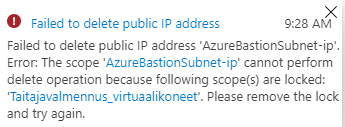 Failed to delete public IP address
9:28 AM
Failed to delete public IP address 'AzureBastionSubnet-ip'.
Error: The scope 'AzureBastionSubnet-ip' cannot perform
delete operation because following scope(s) are locked:
'Taitajavalmennus_virtuaalikoneet'. Please remove the lock
and try again.